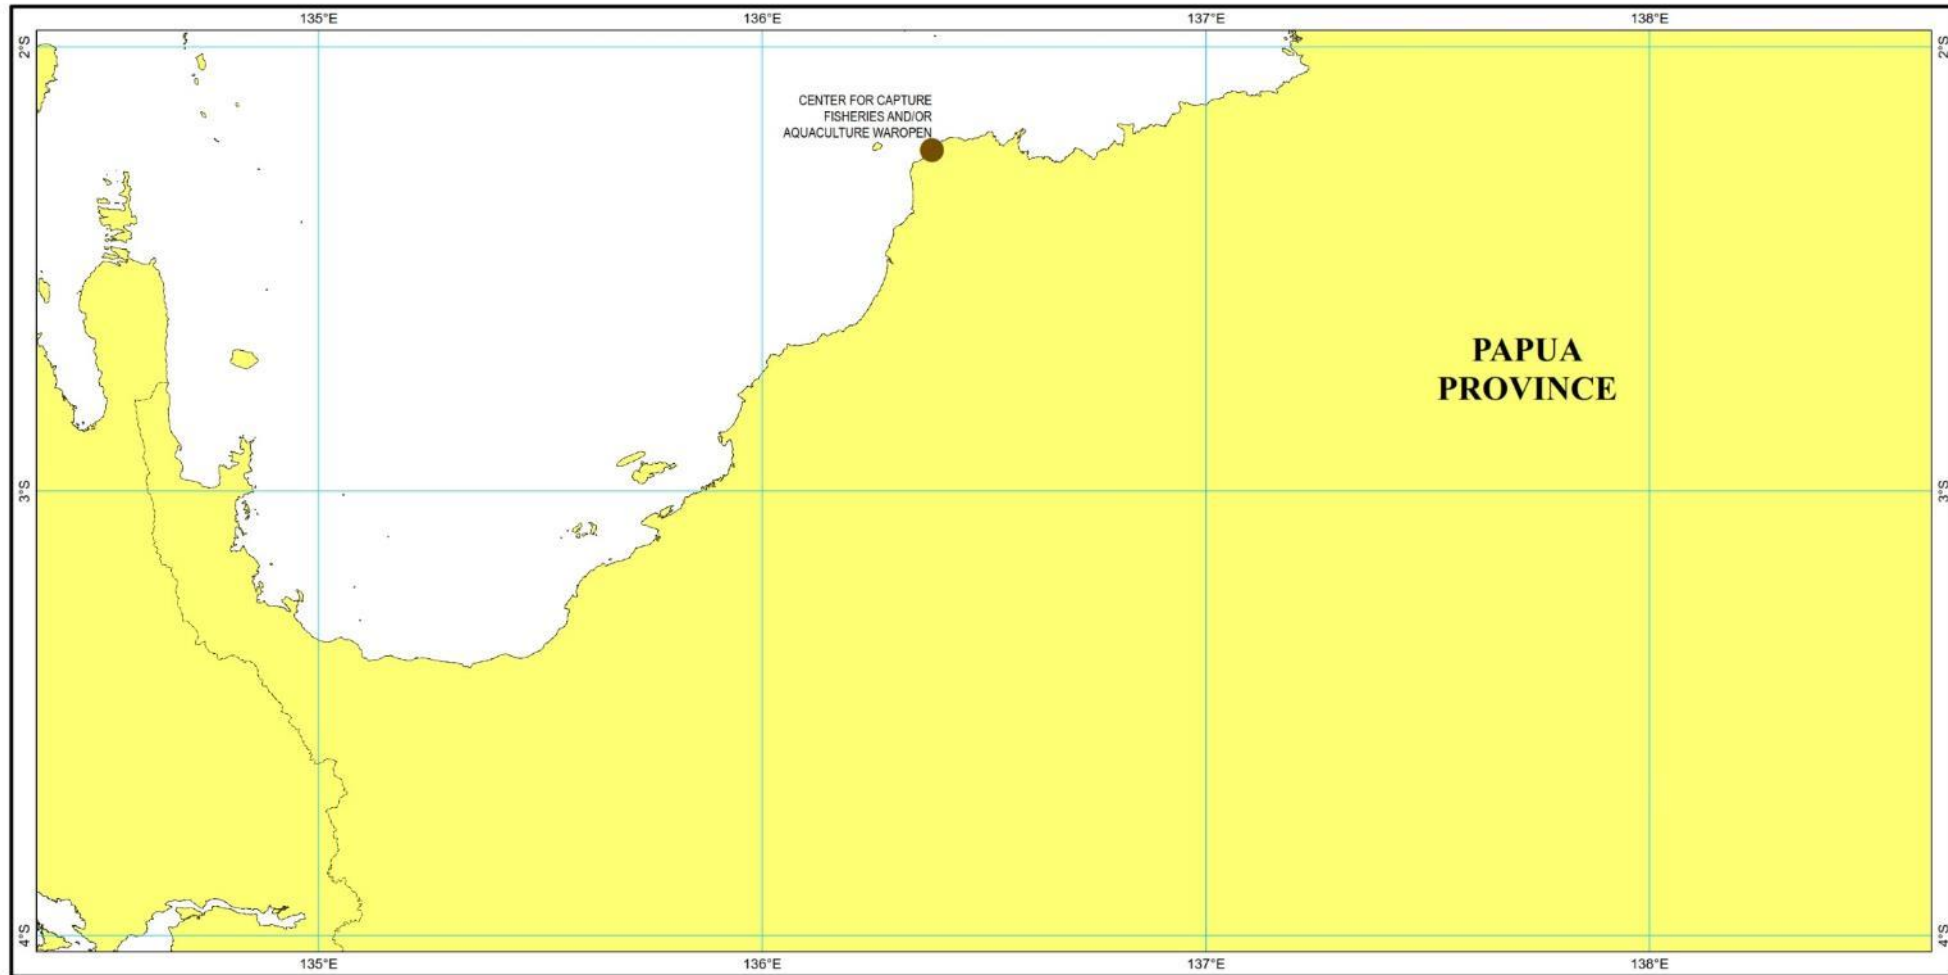 135°E
136°E
137°E
138°E
2°S
2°S
CENTER FOR CAPTURE
FISHERIES AND/OR
AQUACULTURE WAROPEN
PAPUA
PROVINCE
3°S
3°S
4°S
4°S
135°E
136°E
137°E
138°E